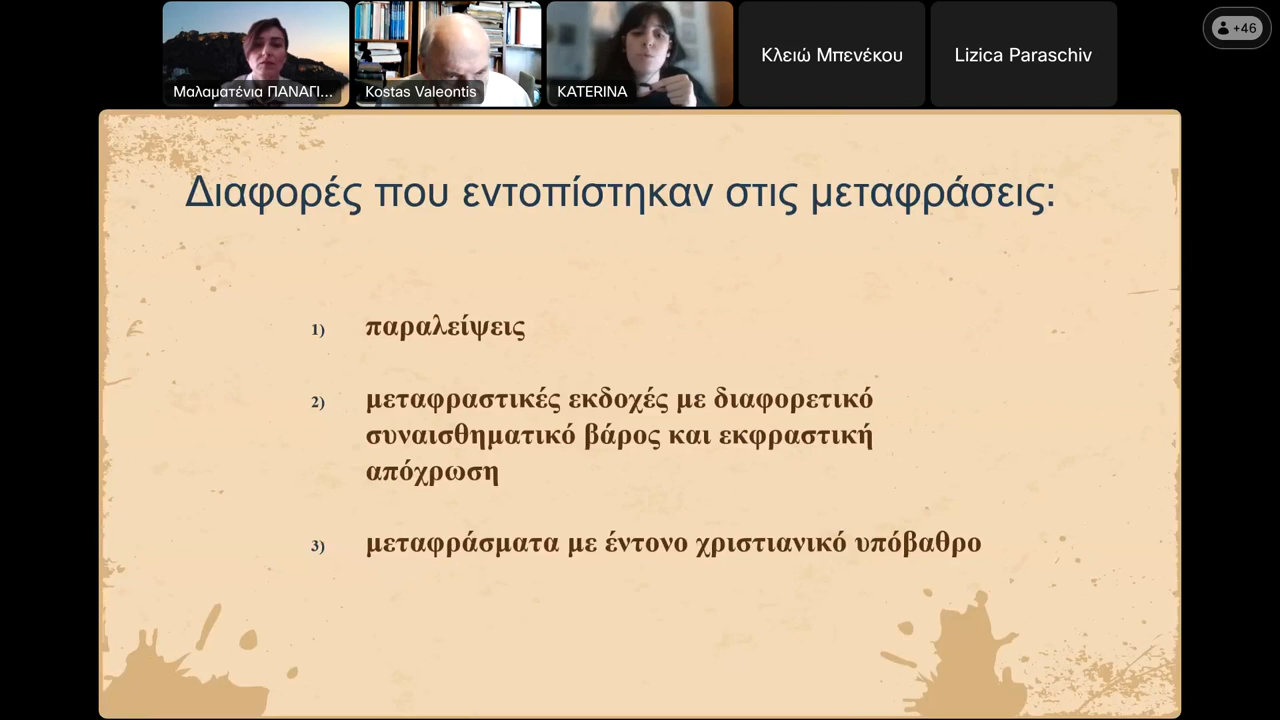 Μαλαματένια ΠΑΝΑΓΙ...
Kostas Valeontis
KATERINA
Κλειώ Μπενέκου
Lizica Paraschiv
+46
Διαφορές που εντοπίστηκαν στις μεταφράσεις:
1) παραλείψεις
2) μεταφραστικές εκδοχές με διαφορετικό
συναισθηματικό βάρος και εκφραστική
απόχρωση
3) μεταφράσματα με έντονο χριστιανικό υπόβαθρο